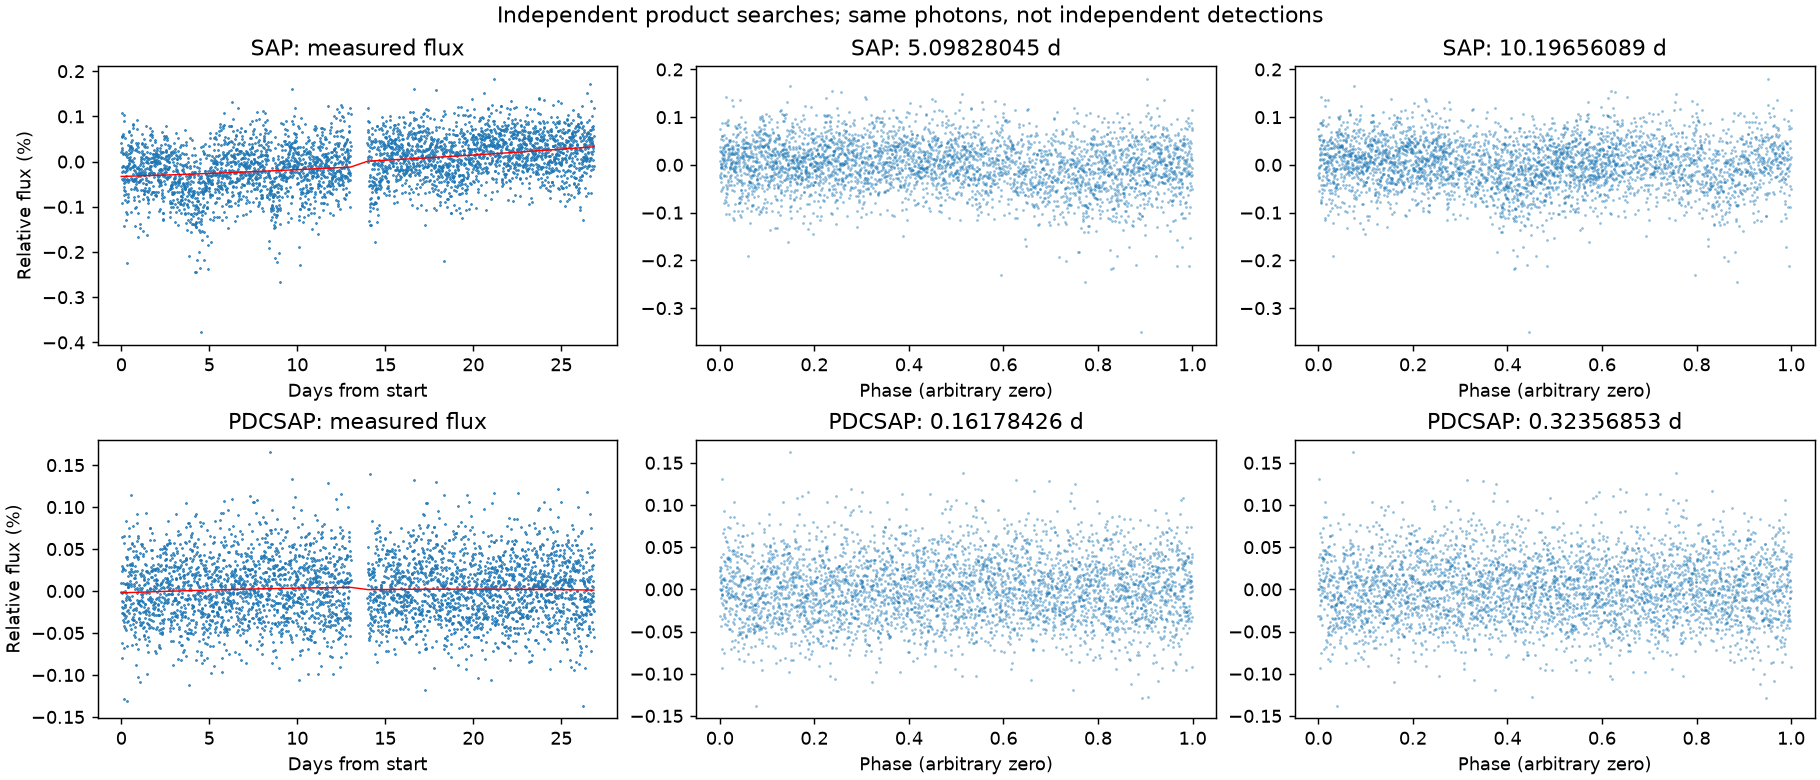 Independent product searches; same photons, not independent detections
SAP: measured flux
SAP: 5.09828045 d
SAP: 10.19656089 d
Relative flux (%)
0.2
0.1
0.0
−0.1
−0.2
−0.3
−0.4
0 5 10 15 20 25
Days from start
0.2
0.1
0.0
−0.1
−0.2
−0.3
0.0 0.2 0.4 0.6 0.8 1.0
Phase (arbitrary zero)
0.2
0.1
0.0
−0.1
−0.2
−0.3
0.0 0.2 0.4 0.6 0.8 1.0
Phase (arbitrary zero)
PDCSAP: measured flux
PDCSAP: 0.16178426 d
PDCSAP: 0.32356853 d
Relative flux (%)
0.15
0.10
0.05
0.00
−0.05
−0.10
−0.15
0 5 10 15 20 25
Days from start
0.15
0.10
0.05
0.00
−0.05
−0.10
−0.15
0.0 0.2 0.4 0.6 0.8 1.0
Phase (arbitrary zero)
0.15
0.10
0.05
0.00
−0.05
−0.10
−0.15
0.0 0.2 0.4 0.6 0.8 1.0
Phase (arbitrary zero)